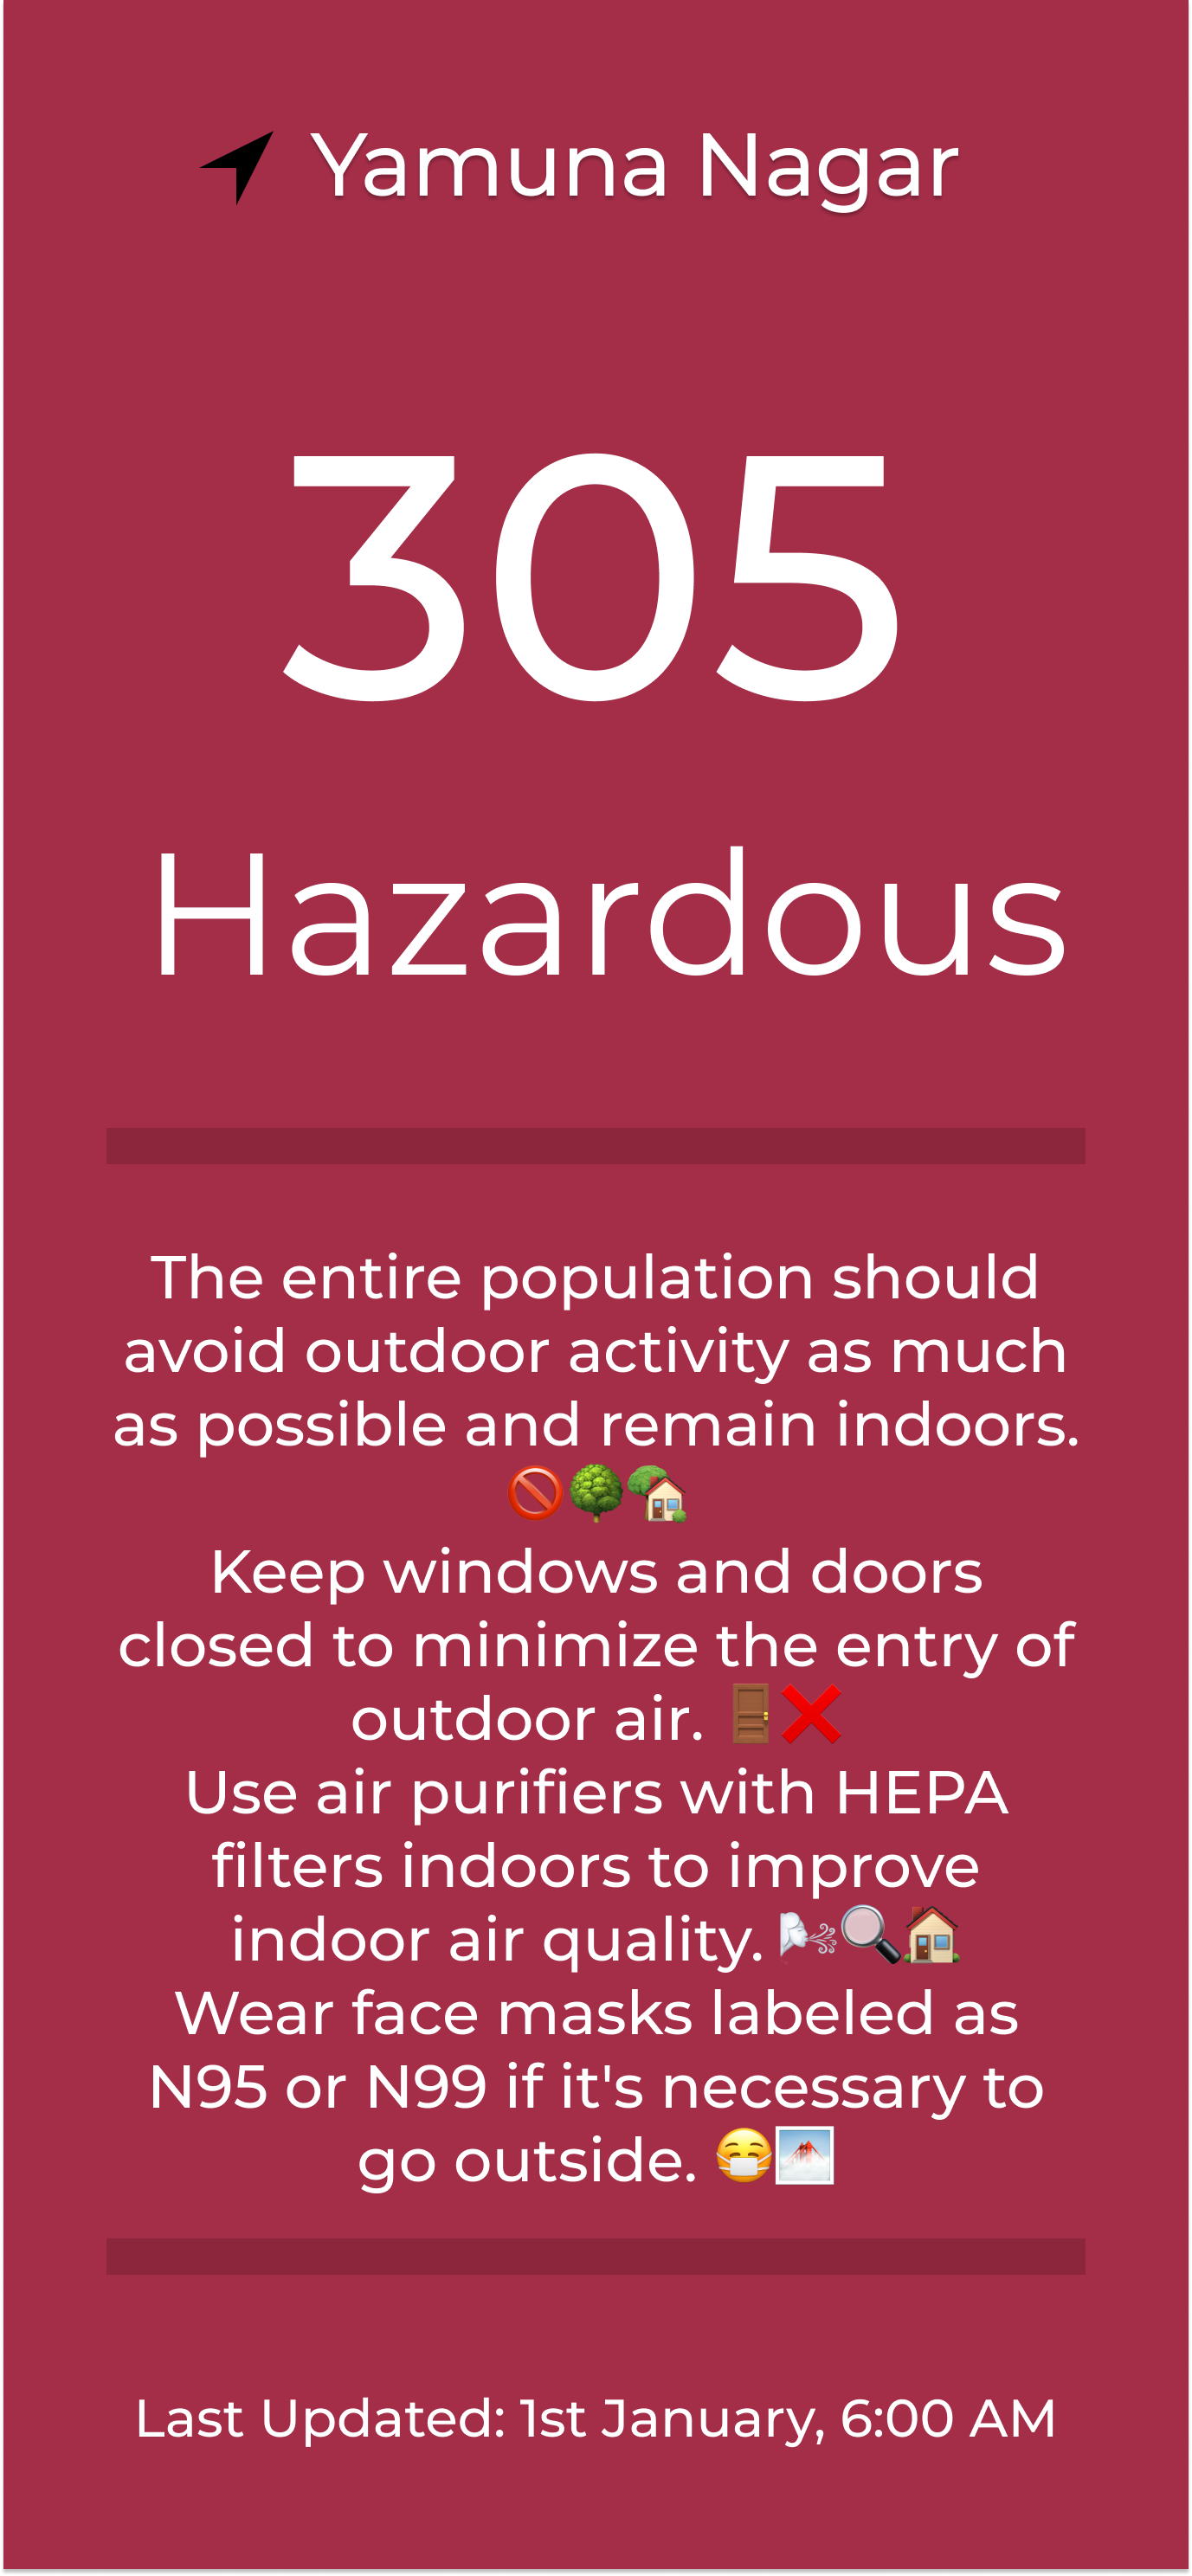 Yamuna Nagar
305
Hazardous
The entire population should
avoid outdoor activity as much
as possible and remain indoors.
🚫🌳🏡
Keep windows and doors
closed to minimize the entry of
outdoor air. 🚪❌
Use air purifiers with HEPA
filters indoors to improve
indoor air quality. 🌬️🔍🏠
Wear face masks labeled as
N95 or N99 if it's necessary to
go outside. 😷🌁
Last Updated: 1st January, 6:00 AM